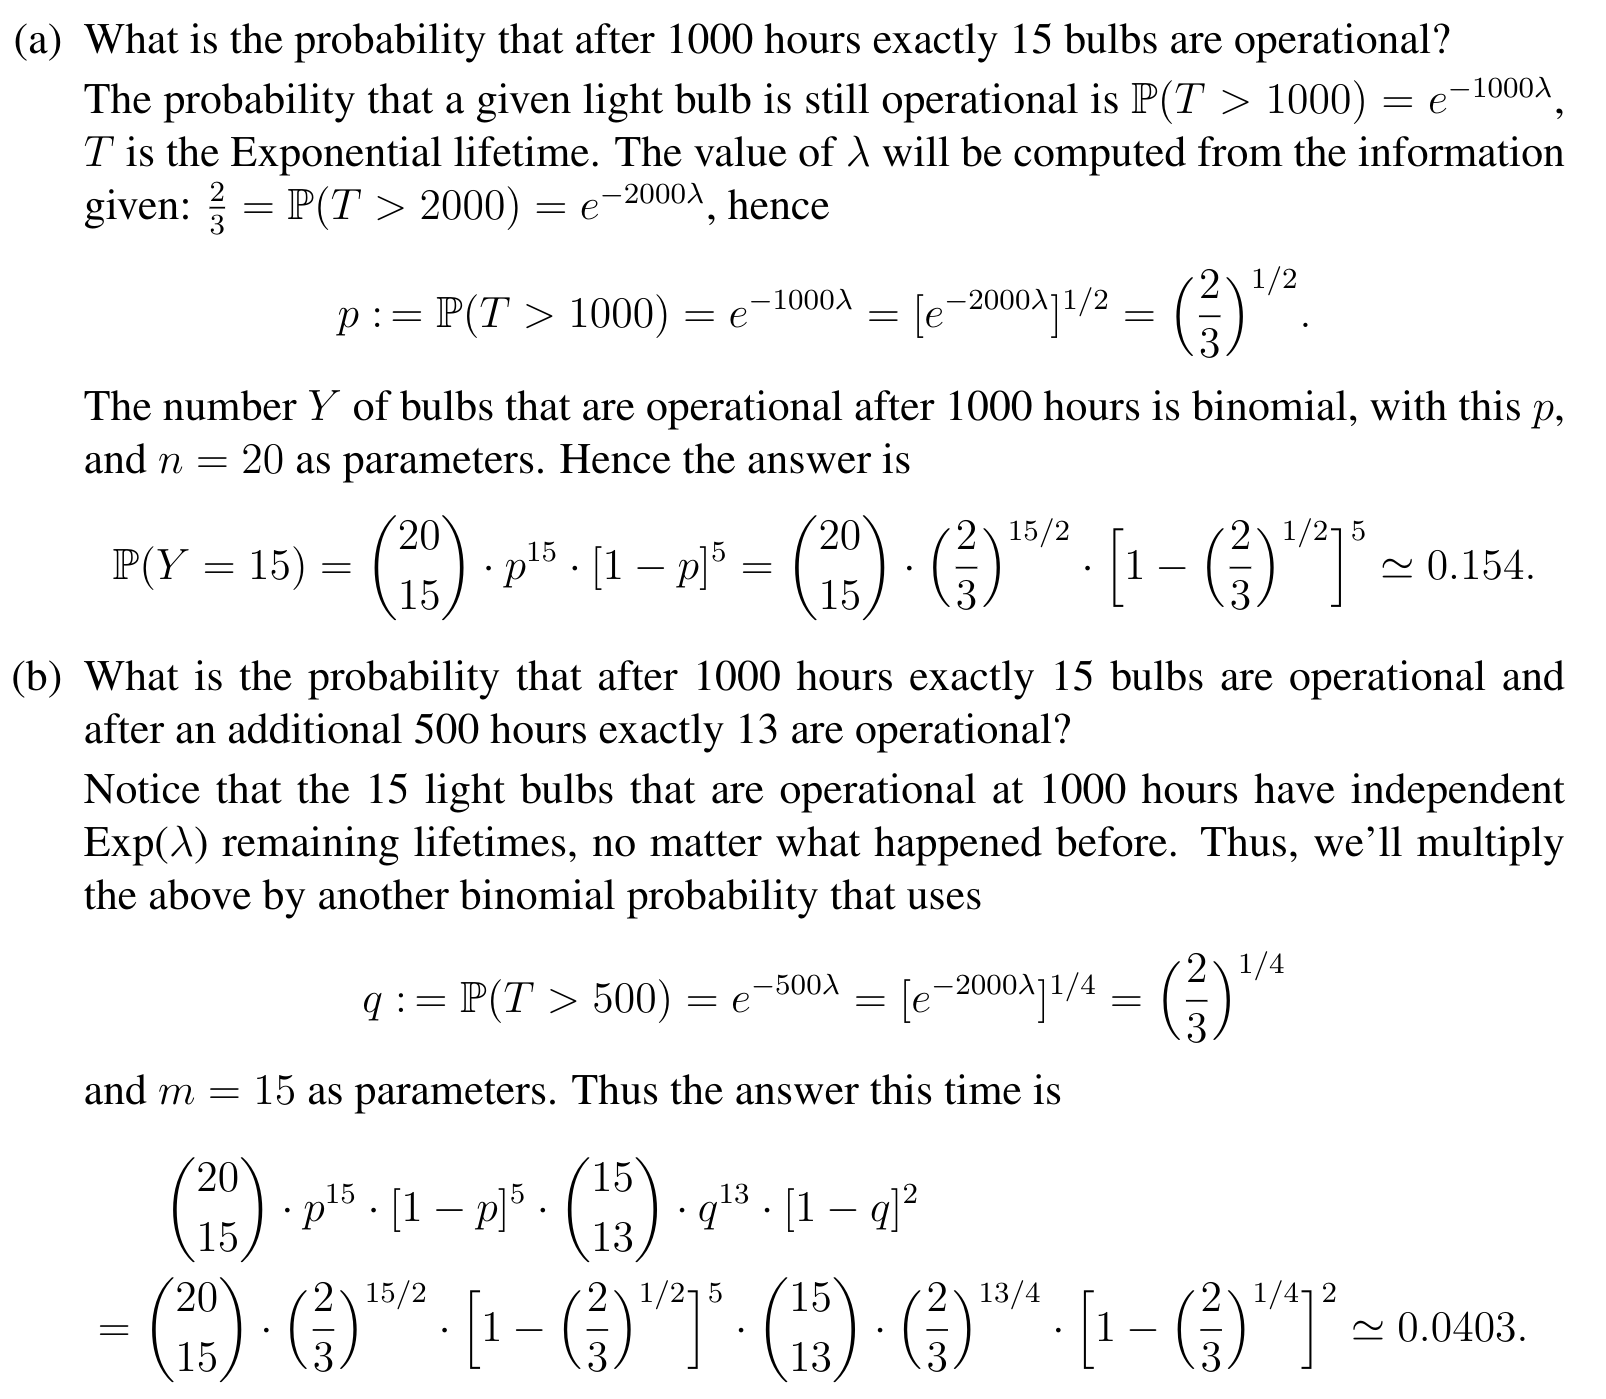 (a) What is the probability that after 1000 hours exactly 15 bulbs are operational?
The probability that a given light bulb is still operational is $\mathbb{P}(T > 1000) = e^{-1000\lambda}$,
$T$ is the Exponential lifetime. The value of $\lambda$ will be computed from the information
given: $\frac{2}{3} = \mathbb{P}(T > 2000) = e^{-2000\lambda}$, hence
$p := \mathbb{P}(T > 1000) = e^{-1000\lambda} = [e^{-2000\lambda}]^{1/2} = \left(\frac{2}{3}\right)^{1/2}.$
The number $Y$ of bulbs that are operational after 1000 hours is binomial, with this $p$,
and $n = 20$ as parameters. Hence the answer is
$\mathbb{P}(Y = 15) = \binom{20}{15} \cdot p^{15} \cdot [1 - p]^5 = \binom{20}{15} \cdot \left(\frac{2}{3}\right)^{15/2} \cdot \left[1 - \left(\frac{2}{3}\right)^{1/2}\right]^5 \simeq 0.154.$
(b) What is the probability that after 1000 hours exactly 15 bulbs are operational and
after an additional 500 hours exactly 13 are operational?
Notice that the 15 light bulbs that are operational at 1000 hours have independent
Exp($\lambda$) remaining lifetimes, no matter what happened before. Thus, we'll multiply
the above by another binomial probability that uses
$q := \mathbb{P}(T > 500) = e^{-500\lambda} = [e^{-2000\lambda}]^{1/4} = \left(\frac{2}{3}\right)^{1/4}$
and $m = 15$ as parameters. Thus the answer this time is
$\binom{20}{15} \cdot p^{15} \cdot [1 - p]^5 \cdot \binom{15}{13} \cdot q^{13} \cdot [1 - q]^2$
$= \binom{20}{15} \cdot \left(\frac{2}{3}\right)^{15/2} \cdot \left[1 - \left(\frac{2}{3}\right)^{1/2}\right]^5 \cdot \binom{15}{13} \cdot \left(\frac{2}{3}\right)^{13/4} \cdot \left[1 - \left(\frac{2}{3}\right)^{1/4}\right]^2 \simeq 0.0403.$